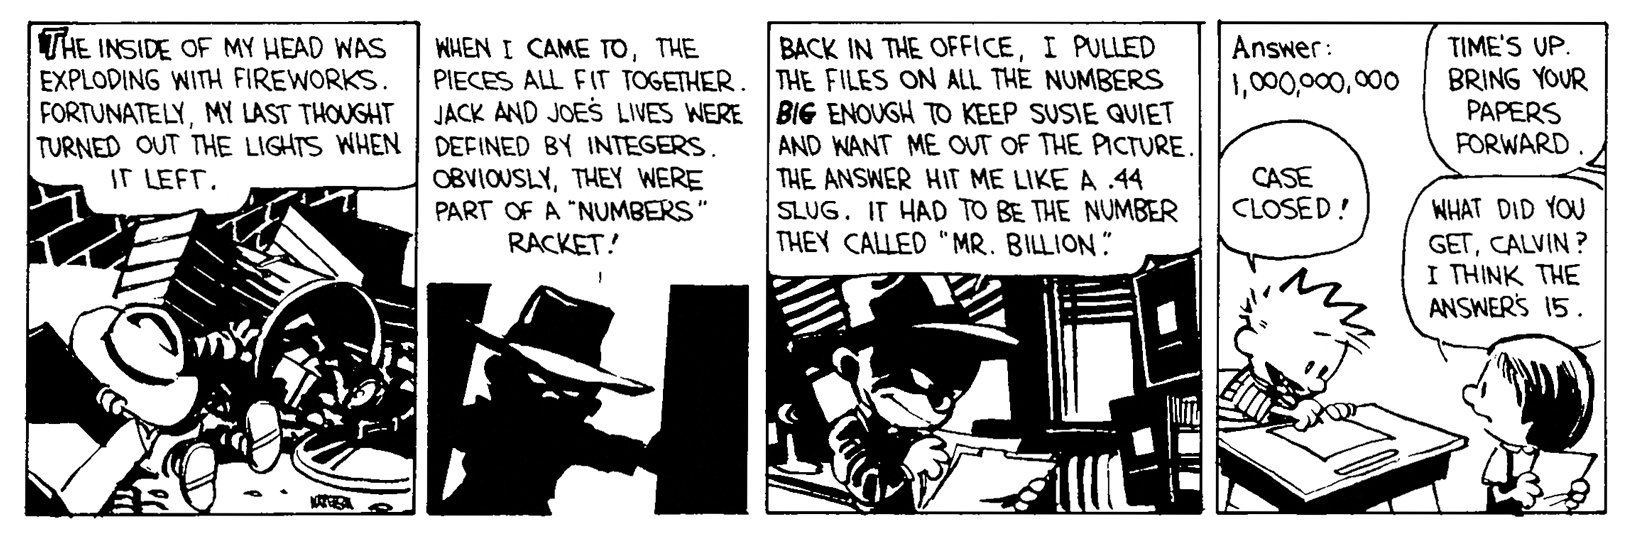 THE INSIDE OF MY HEAD WAS
EXPLODING WITH FIREWORKS.
FORTUNATELY, MY LAST THOUGHT
TURNED OUT THE LIGHTS WHEN
IT LEFT.
WHEN I CAME TO, THE
PIECES ALL FIT TOGETHER.
JACK AND JOE'S LIVES WERE
DEFINED BY INTEGERS.
OBVIOUSLY, THEY WERE
PART OF A "NUMBERS"
RACKET!
BACK IN THE OFFICE, I PULLED
THE FILES ON ALL THE NUMBERS
BIG ENOUGH TO KEEP SUSIE QUIET
AND WANT ME OUT OF THE PICTURE.
THE ANSWER HIT ME LIKE A .44
SLUG. IT HAD TO BE THE NUMBER
THEY CALLED "MR. BILLION."
Answer:
1,000,000,000
CASE
CLOSED!
TIME'S UP.
BRING YOUR
PAPERS
FORWARD.
WHAT DID YOU
GET, CALVIN?
I THINK THE
ANSWER'S 15.